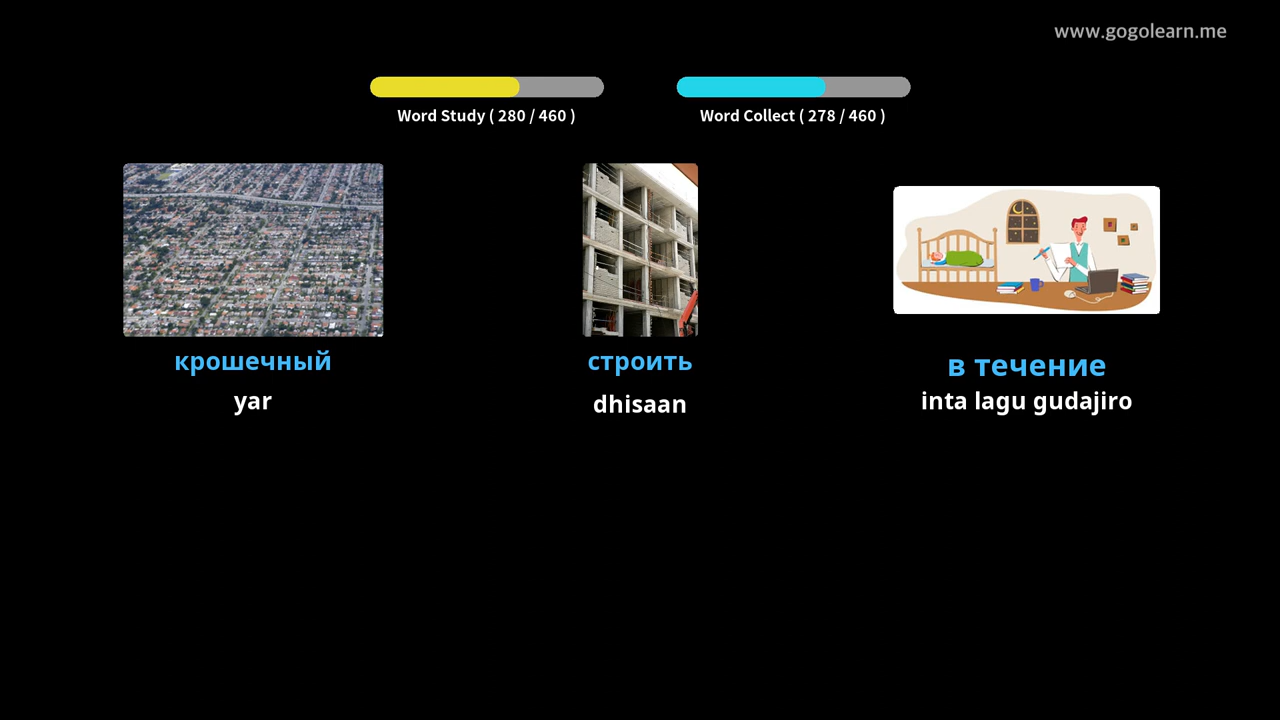 www.gogolearn.me
Word Study ( 280 / 460 )
Word Collect ( 278 / 460 )
крошечный
yar
строить
dhisaan
в течение
inta lagu gudajiro